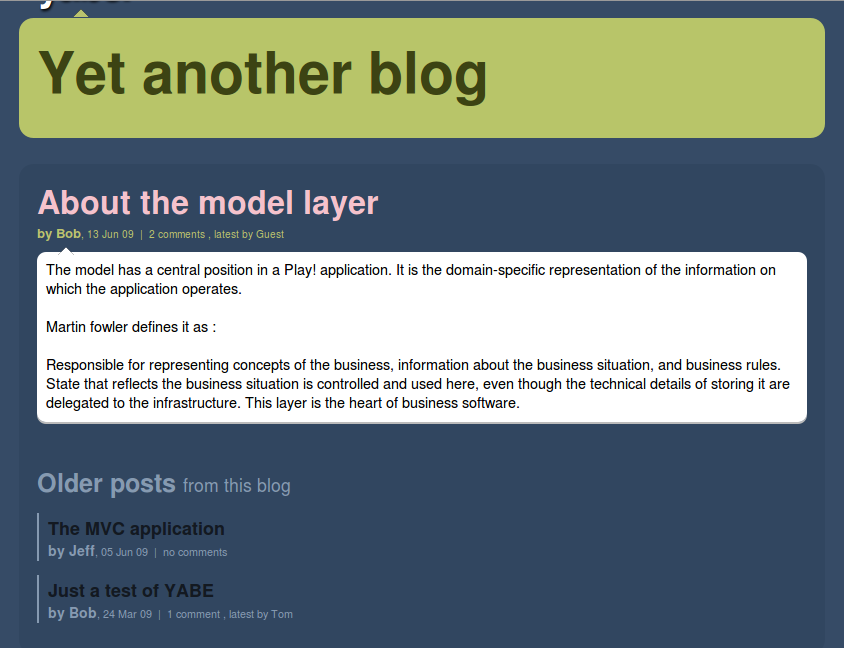 Yet another blog
About the model layer
by Bob, 13 Jun 09 | 2 comments , latest by Guest
The model has a central position in a Play! application. It is the domain-specific representation of the information on
which the application operates.
Martin fowler defines it as :
Responsible for representing concepts of the business, information about the business situation, and business rules.
State that reflects the business situation is controlled and used here, even though the technical details of storing it are
delegated to the infrastructure. This layer is the heart of business software.
Older posts from this blog
The MVC application
by Jeff, 05 Jun 09 | no comments
Just a test of YABE
by Bob, 24 Mar 09 | 1 comment , latest by Tom